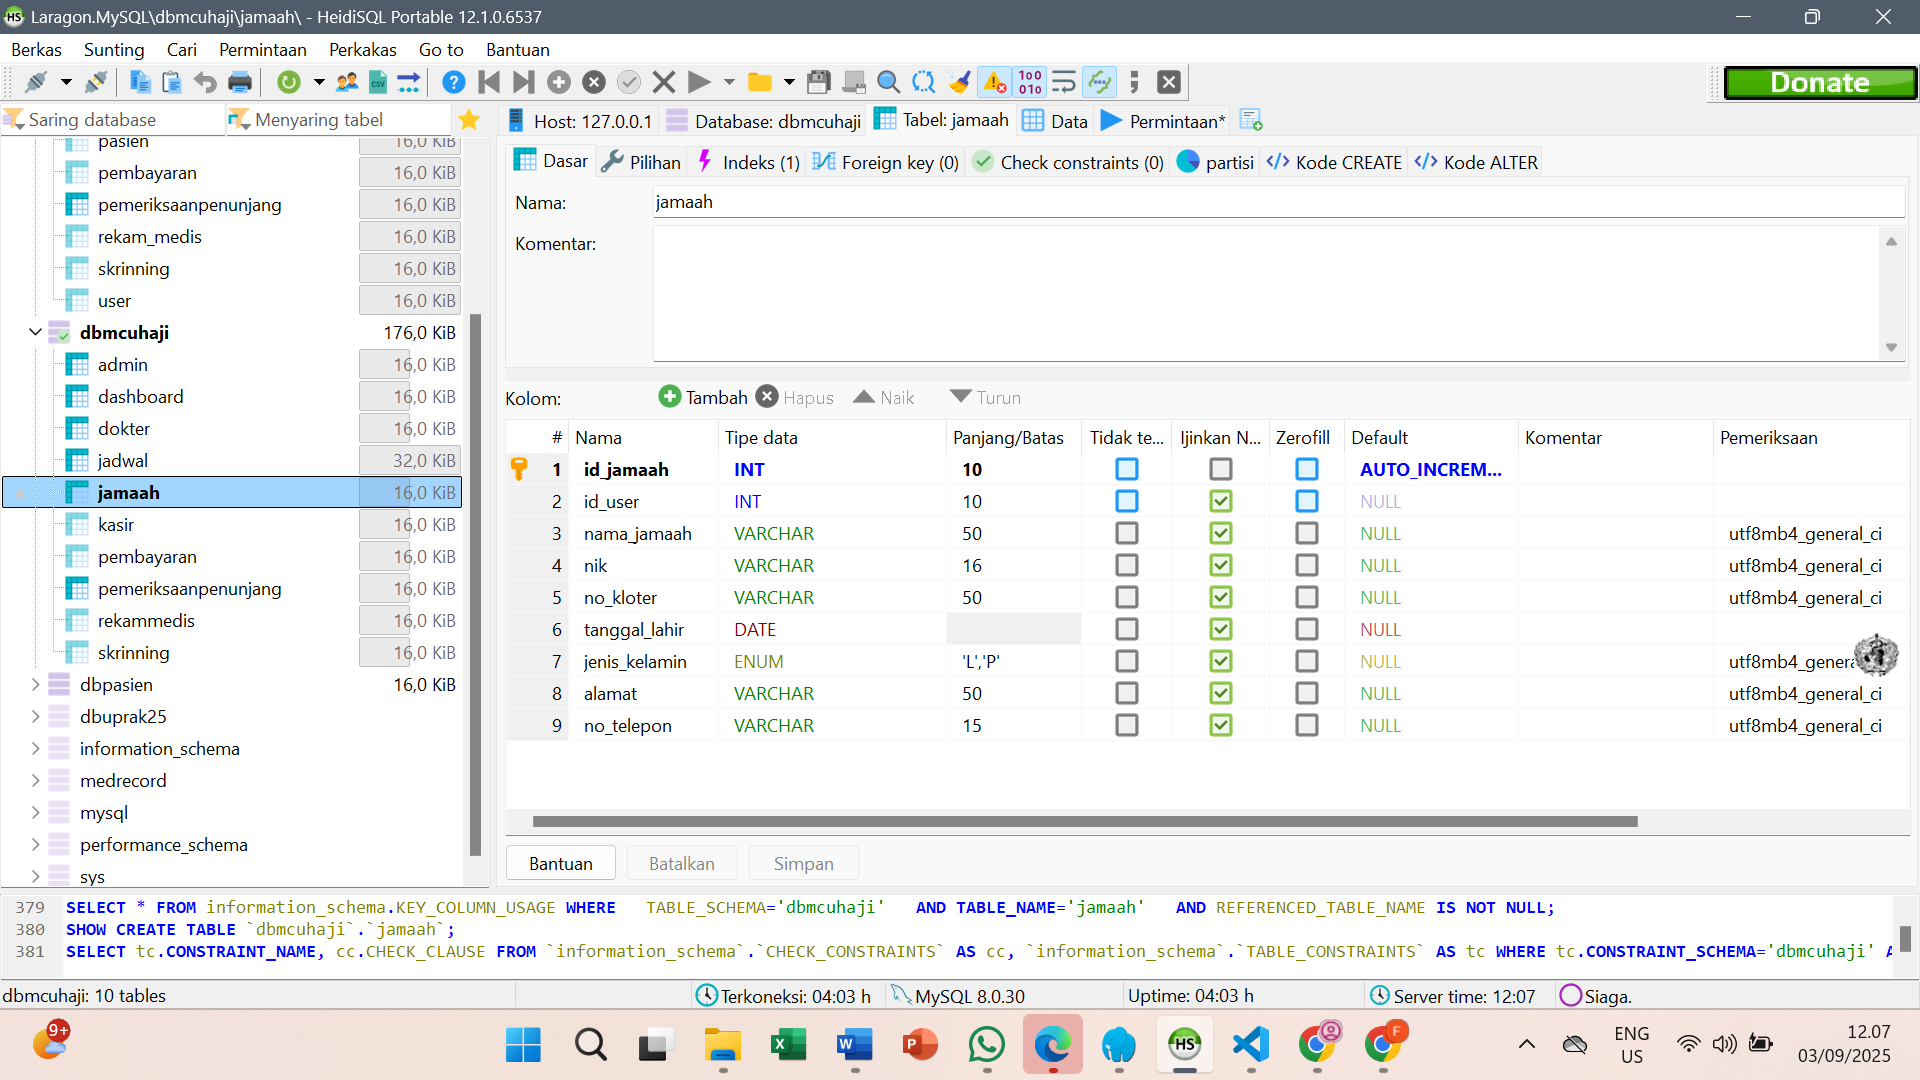 Laragon.MySQL\dbmcuhaji\jamaah\ - HeidiSQL Portable 12.1.0.6537
Berkas Sunting Cari Permintaan Perkakas Go to Bantuan
Donate
Saring database Menyaring tabel
Host: 127.0.0.1 Database: dbmcuhaji Tabel: jamaah Data Permintaan*
pasien 16,0 KiB
pembayaran 16,0 KiB
pemeriksaanpenunjang 16,0 KiB
rekam_medis 16,0 KiB
skrinning 16,0 KiB
user 16,0 KiB
dbmcuhaji 176,0 KiB
admin 16,0 KiB
dashboard 16,0 KiB
dokter 16,0 KiB
jadwal 32,0 KiB
jamaah 16,0 KiB
kasir 16,0 KiB
pembayaran 16,0 KiB
pemeriksaanpenunjang 16,0 KiB
rekammedis 16,0 KiB
skrinning 16,0 KiB
dbpasien 16,0 KiB
dbuprak25
information_schema
medrecord
mysql
performance_schema
sys
Dasar Pilihan Indeks (1) Foreign key (0) Check constraints (0) partisi Kode CREATE Kode ALTER
Nama: jamaah
Komentar:
Kolom: Tambah Hapus Naik Turun
# Nama Tipe data Panjang/Batas Tidak te... Ijinkan N... Zerofill Default Komentar Pemeriksaan
1 id_jamaah INT 10 AUTO_INCREM...
2 id_user INT 10 NULL
3 nama_jamaah VARCHAR 50 NULL utf8mb4_general_ci
4 nik VARCHAR 16 NULL utf8mb4_general_ci
5 no_kloter VARCHAR 50 NULL utf8mb4_general_ci
6 tanggal_lahir DATE NULL
7 jenis_kelamin ENUM 'L','P' NULL utf8mb4_genera
8 alamat VARCHAR 50 NULL utf8mb4_general_ci
9 no_telepon VARCHAR 15 NULL utf8mb4_general_ci
Bantuan Batalkan Simpan
379 SELECT * FROM information_schema.KEY_COLUMN_USAGE WHERE TABLE_SCHEMA='dbmcuhaji' AND TABLE_NAME='jamaah' AND REFERENCED_TABLE_NAME IS NOT NULL;
380 SHOW CREATE TABLE `dbmcuhaji`.`jamaah`;
381 SELECT tc.CONSTRAINT_NAME, cc.CHECK_CLAUSE FROM `information_schema`.`CHECK_CONSTRAINTS` AS cc, `information_schema`.`TABLE_CONSTRAINTS` AS tc WHERE tc.CONSTRAINT_SCHEMA='dbmcuhaji' A
dbmcuhaji: 10 tables Terkoneksi: 04:03 h MySQL 8.0.30 Uptime: 04:03 h Server time: 12:07 Siaga.
9+
ENG
US
12.07
03/09/2025